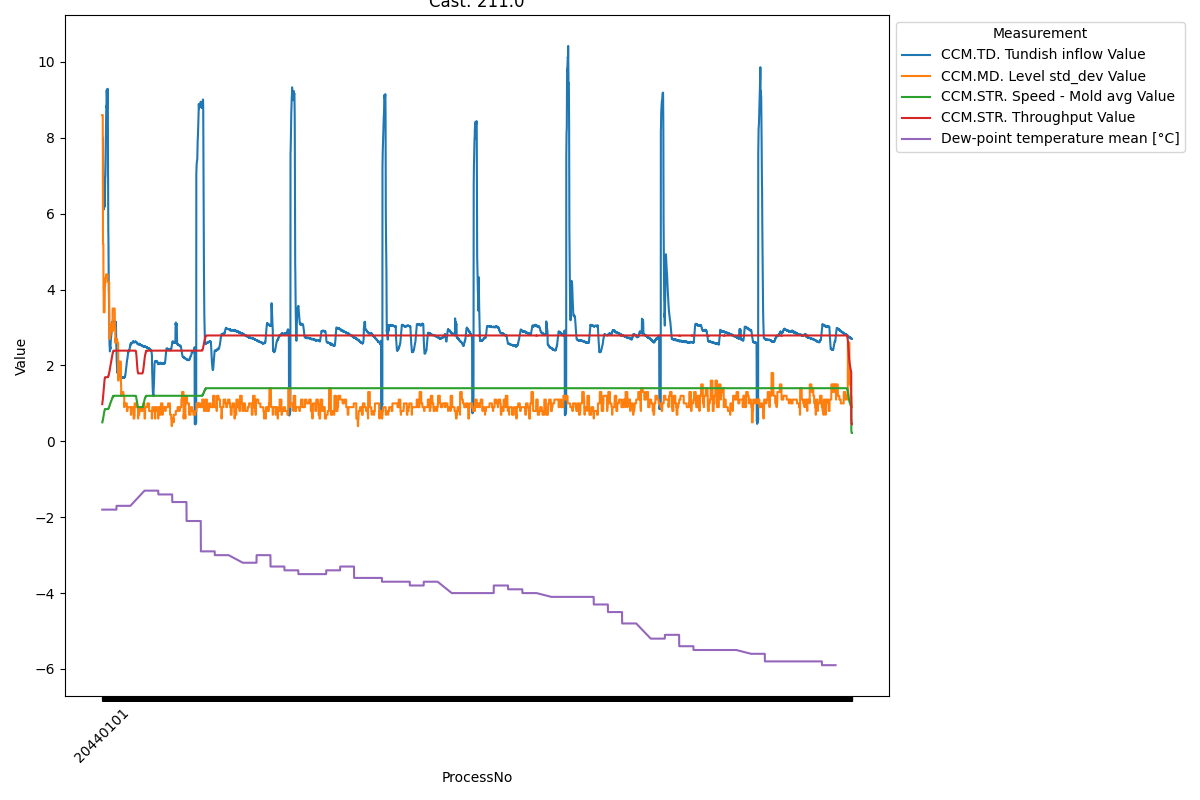 Cast: 211.0
Measurement
CCM.TD. Tundish inflow Value
CCM.MD. Level std_dev Value
CCM.STR. Speed - Mold avg Value
CCM.STR. Throughput Value
Dew-point temperature mean [°C]
10
8
6
4
2
0
−2
−4
−6
Value
20440101
ProcessNo